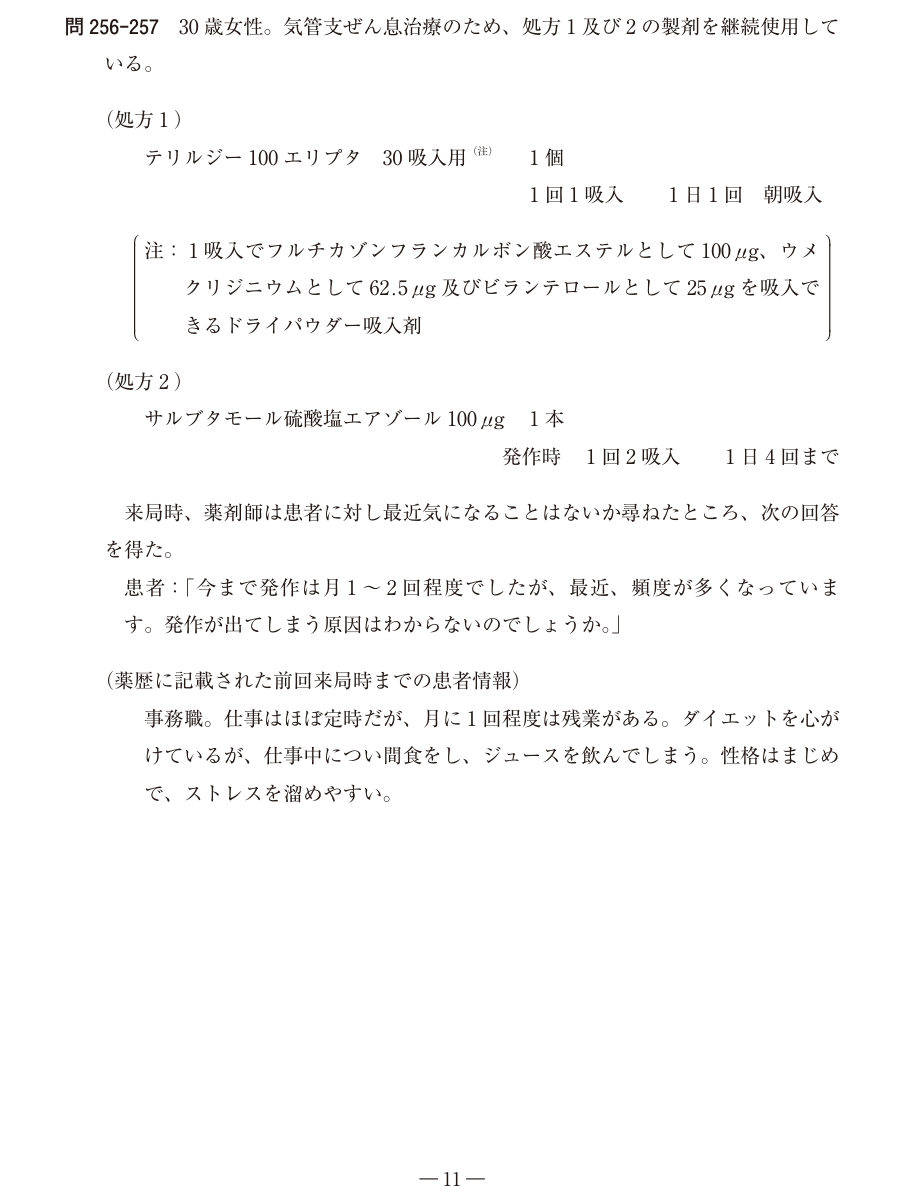 問 256-257　30 歳女性。気管支ぜん息治療のため、処方 1 及び 2 の製剤を継続使用して
いる。
（処方 1 ）
テリルジー 100 エリプタ　30 吸入用（注）　1 個
1 回 1 吸入　　1 日 1 回　朝吸入
注： 1 吸入でフルチカゾンフランカルボン酸エステルとして 100 μg、ウメ
クリジニウムとして 62.5 μg 及びビランテロールとして 25 μg を吸入で
きるドライパウダー吸入剤
（処方 2 ）
サルブタモール硫酸塩エアゾール 100 μg　1 本
発作時　1 回 2 吸入　　1 日 4 回まで
来局時、薬剤師は患者に対し最近気になることはないか尋ねたところ、次の回答
を得た。
患者：「今まで発作は月 1 ～ 2 回程度でしたが、最近、頻度が多くなっていま
す。発作が出てしまう原因はわからないのでしょうか。」
（薬歴に記載された前回来局時までの患者情報）
事務職。仕事はほぼ定時だが、月に 1 回程度は残業がある。ダイエットを心が
けているが、仕事中につい間食をし、ジュースを飲んでしまう。性格はまじめ
で、ストレスを溜めやすい。
― 11 ―